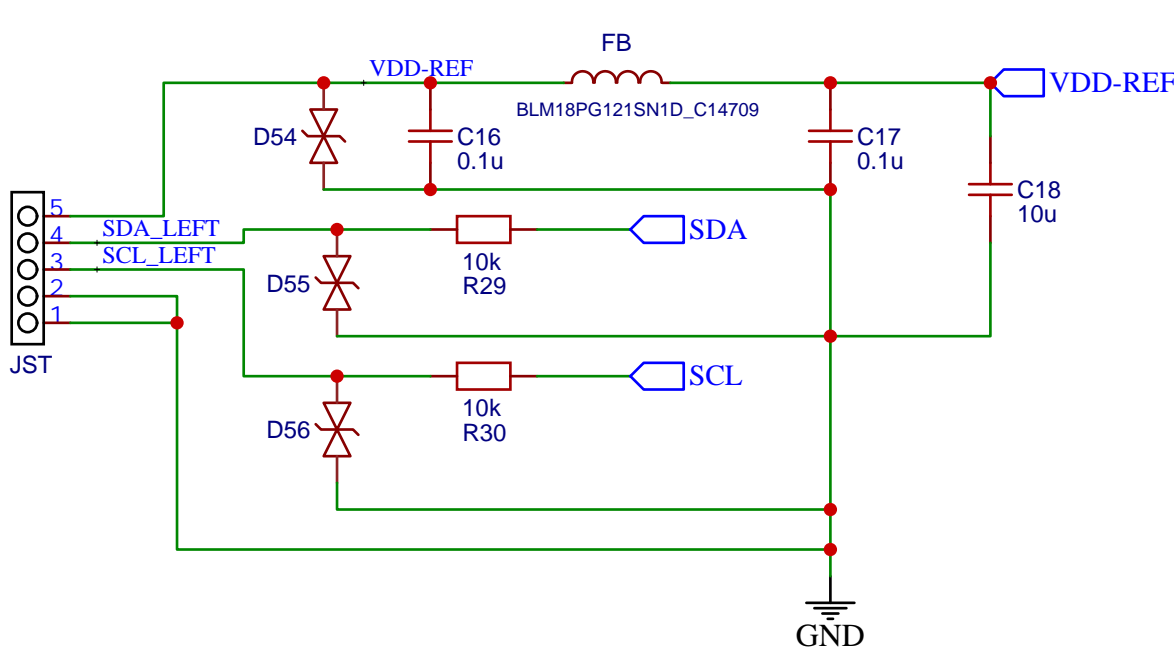 FB
VDD-REF
VDD-REF
BLM18PG121SN1D_C14709
D54
C16
0.1u
C17
0.1u
C18
10u
5
SDA_LEFT
4
SCL_LEFT
3
2
1
JST
SDA
10k
R29
D55
SCL
10k
R30
D56
GND